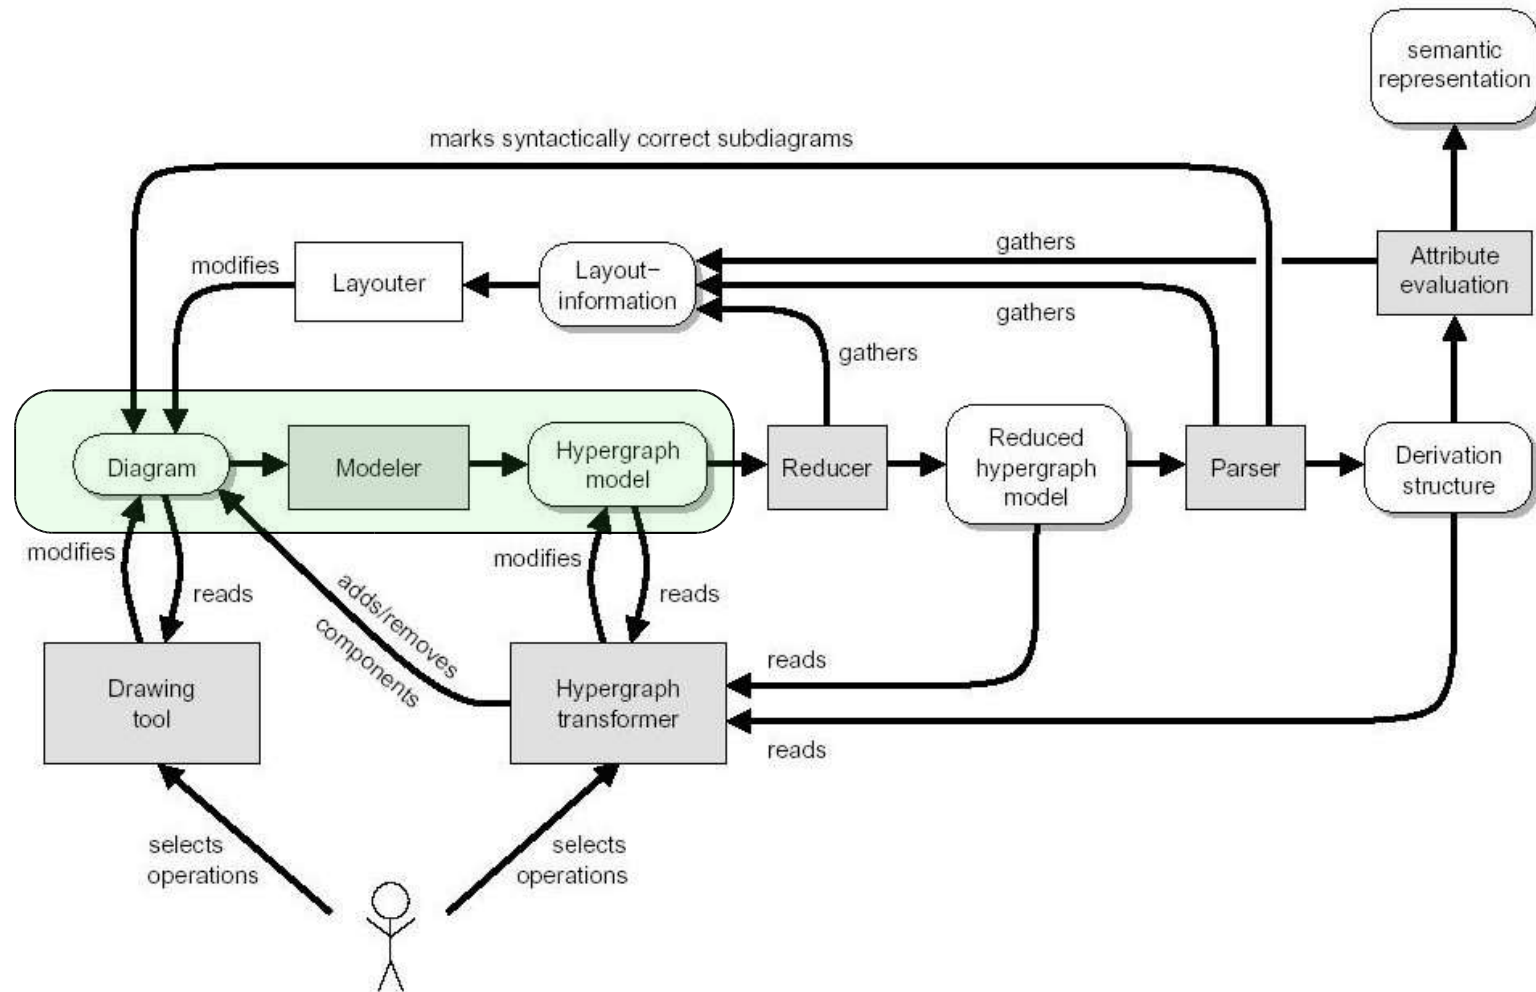 semantic
representation
marks syntactically correct subdiagrams
gathers
Attribute
evaluation
modifies
Layouter
Layout-
information
gathers
gathers
Diagram
Modeler
Hypergraph
model
Reducer
Reduced
hypergraph
model
Parser
Derivation
structure
modifies
reads
adds/removes
components
modifies
reads
Drawing
tool
Hypergraph
transformer
reads
reads
selects
operations
selects
operations